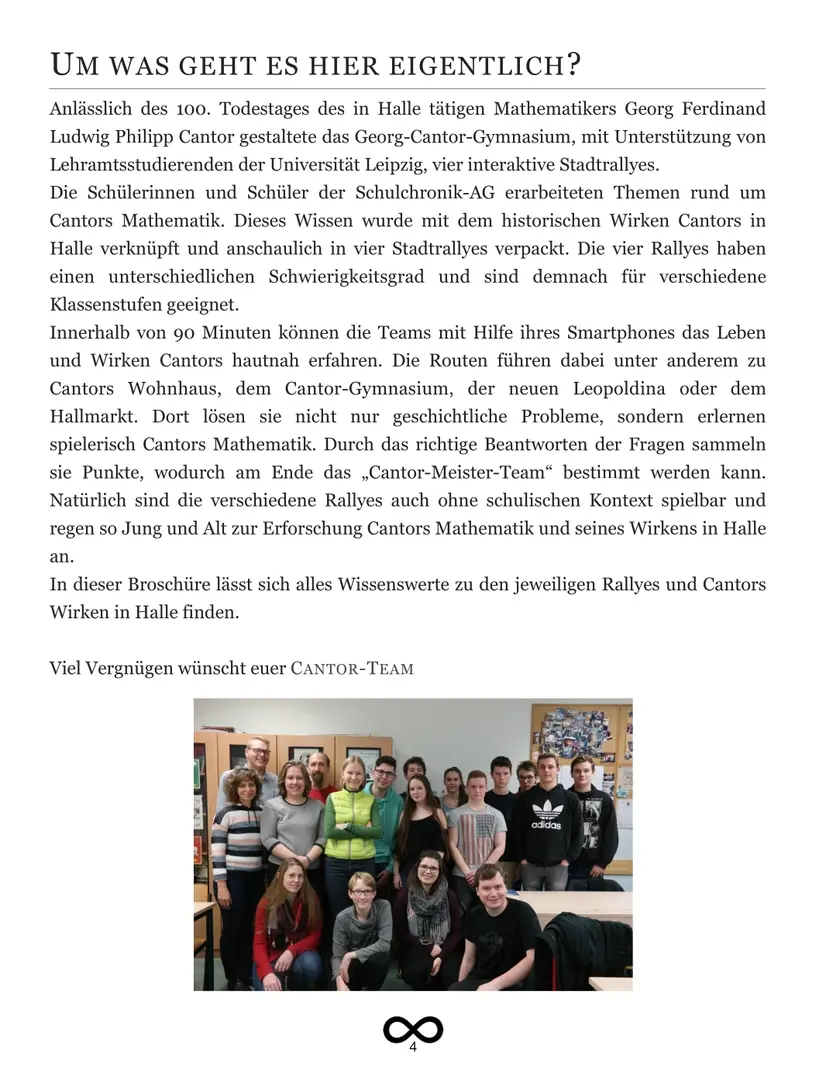 UM WAS GEHT ES HIER EIGENTLICH?
Anlässlich des 100. Todestages des in Halle tätigen Mathematikers Georg Ferdinand
Ludwig Philipp Cantor gestaltete das Georg-Cantor-Gymnasium, mit Unterstützung von
Lehramtsstudierenden der Universität Leipzig, vier interaktive Stadtrallyes.
Die Schülerinnen und Schüler der Schulchronik-AG erarbeiteten Themen rund um
Cantors Mathematik. Dieses Wissen wurde mit dem historischen Wirken Cantors in
Halle verknüpft und anschaulich in vier Stadtrallyes verpackt. Die vier Rallyes haben
einen unterschiedlichen Schwierigkeitsgrad und sind demnach für verschiedene
Klassenstufen geeignet.
Innerhalb von 90 Minuten können die Teams mit Hilfe ihres Smartphones das Leben
und Wirken Cantors hautnah erfahren. Die Routen führen dabei unter anderem zu
Cantors Wohnhaus, dem Cantor-Gymnasium, der neuen Leopoldina oder dem
Hallmarkt. Dort lösen sie nicht nur geschichtliche Probleme, sondern erlernen
spielerisch Cantors Mathematik. Durch das richtige Beantworten der Fragen sammeln
sie Punkte, wodurch am Ende das „Cantor-Meister-Team“ bestimmt werden kann.
Natürlich sind die verschiedene Rallyes auch ohne schulischen Kontext spielbar und
regen so Jung und Alt zur Erforschung Cantors Mathematik und seines Wirkens in Halle
an.
In dieser Broschüre lässt sich alles Wissenswerte zu den jeweiligen Rallyes und Cantors
Wirken in Halle finden.
Viel Vergnügen wünscht euer CANTOR-TEAM
adidas
4